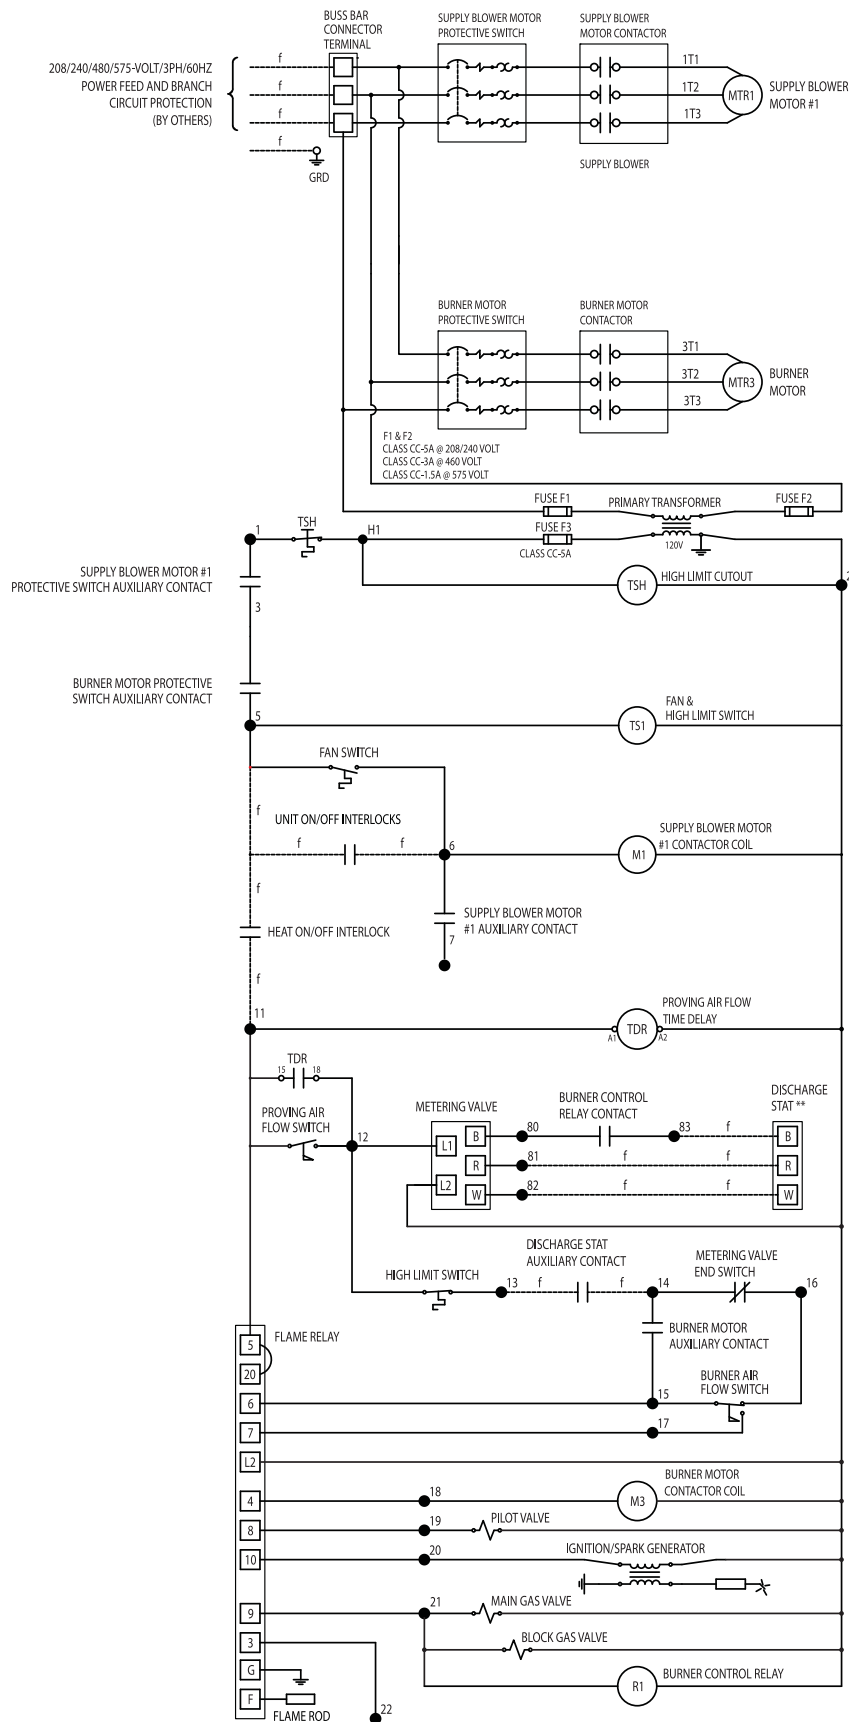 BUSS BAR
CONNECTOR
TERMINAL
SUPPLY BLOWER MOTOR
PROTECTIVE SWITCH
SUPPLY BLOWER
MOTOR CONTACTOR
208/240/480/575-VOLT/3PH/60HZ
POWER FEED AND BRANCH
CIRCUIT PROTECTION
(BY OTHERS)
f
f
f
f
GRD
1T1
1T2
1T3
MTR1
SUPPLY BLOWER
MOTOR #1
SUPPLY BLOWER
BURNER MOTOR
PROTECTIVE SWITCH
BURNER MOTOR
CONTACTOR
3T1
3T2
3T3
MTR3
BURNER
MOTOR
F1 & F2
CLASS CC-5A @ 208/240 VOLT
CLASS CC-3A @ 460 VOLT
CLASS CC-1.5A @ 575 VOLT
FUSE F1
PRIMARY TRANSFORMER
FUSE F2
1
TSH
H1
FUSE F3
CLASS CC-5A
120V
SUPPLY BLOWER MOTOR #1
PROTECTIVE SWITCH AUXILIARY CONTACT
3
TSH
HIGH LIMIT CUTOUT
2
BURNER MOTOR PROTECTIVE
SWITCH AUXILIARY CONTACT
5
TS1
FAN &
HIGH LIMIT SWITCH
FAN SWITCH
f
UNIT ON/OFF INTERLOCKS
f
f
6
M1
SUPPLY BLOWER MOTOR
#1 CONTACTOR COIL
f
HEAT ON/OFF INTERLOCK
SUPPLY BLOWER MOTOR
#1 AUXILIARY CONTACT
7
f
11
A1
TDR
A2
PROVING AIR FLOW
TIME DELAY
TDR
15
18
PROVING AIR
FLOW SWITCH
12
METERING VALVE
L1
L2
B
R
W
80
81
82
BURNER CONTROL
RELAY CONTACT
83
f
f
f
f
f
DISCHARGE
STAT **
B
R
W
HIGH LIMIT SWITCH
13
DISCHARGE STAT
AUXILIARY CONTACT
f
f
14
METERING VALVE
END SWITCH
16
FLAME RELAY
BURNER MOTOR
AUXILIARY CONTACT
BURNER AIR
FLOW SWITCH
5
20
6
15
7
17
L2
4
18
M3
BURNER MOTOR
CONTACTOR COIL
8
19
PILOT VALVE
10
20
IGNITION/SPARK GENERATOR
9
21
MAIN GAS VALVE
3
BLOCK GAS VALVE
G
R1
BURNER CONTROL RELAY
F
FLAME ROD
22